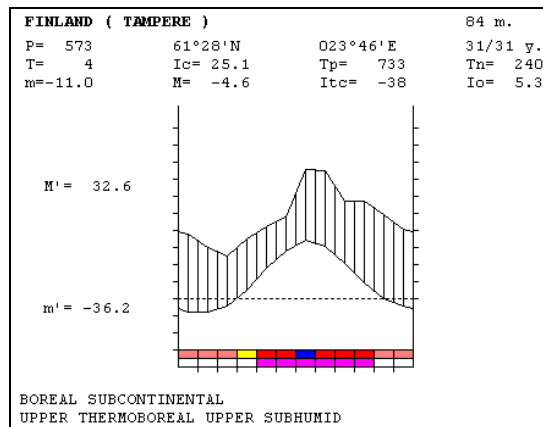 FINLAND ( TAMPERE ) 84 m.
P= 573 61°28'N 023°46'E 31/31 y.
T= 4 Ic= 25.1 Tp= 733 Tn= 240
m=-11.0 M= -4.6 Itc= -38 Io= 5.3
M'= 32.6
m'= -36.2
BOREAL SUBCONTINENTAL
UPPER THERMOBOREAL UPPER SUBHUMID